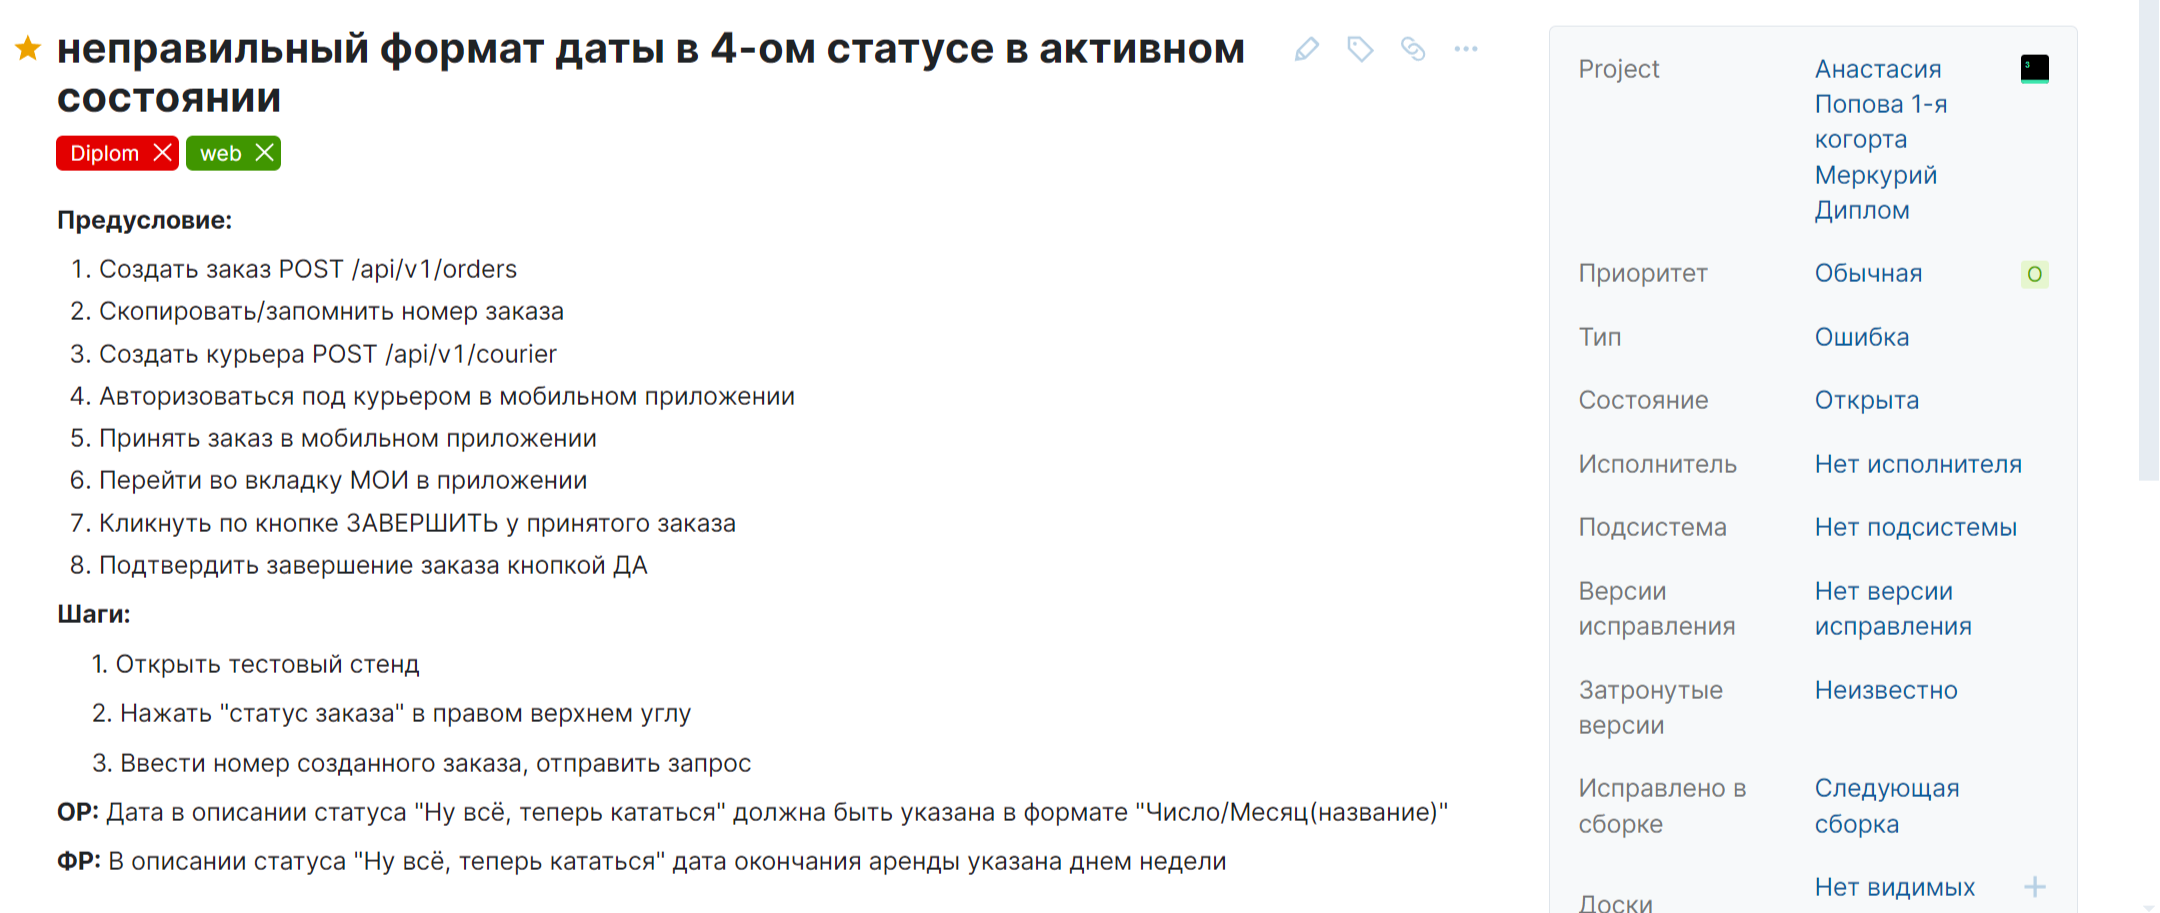 неправильный формат даты в 4-ом статусе в активном
состоянии
Diplom
web
Предусловие:
1. Создать заказ POST /api/v1/orders
2. Скопировать/запомнить номер заказа
3. Создать курьера POST /api/v1/courier
4. Авторизоваться под курьером в мобильном приложении
5. Принять заказ в мобильном приложении
6. Перейти во вкладку МОИ в приложении
7. Кликнуть по кнопке ЗАВЕРШИТЬ у принятого заказа
8. Подтвердить завершение заказа кнопкой ДА
Шаги:
1. Открыть тестовый стенд
2. Нажать "статус заказа" в правом верхнем углу
3. Ввести номер созданного заказа, отправить запрос
ОР: Дата в описании статуса "Ну всё, теперь кататься" должна быть указана в формате "Число/Месяц(название)"
ФР: В описании статуса "Ну всё, теперь кататься" дата окончания аренды указана днем недели
Project
Анастасия
Попова 1-я
когорта
Меркурий
Диплом
3
Приоритет
Обычная
О
Тип
Ошибка
Состояние
Открыта
Исполнитель
Нет исполнителя
Подсистема
Нет подсистемы
Версии
исправления
Нет версии
исправления
Затронутые
версии
Неизвестно
Исправлено в
сборке
Следующая
сборка
Доски
Нет видимых